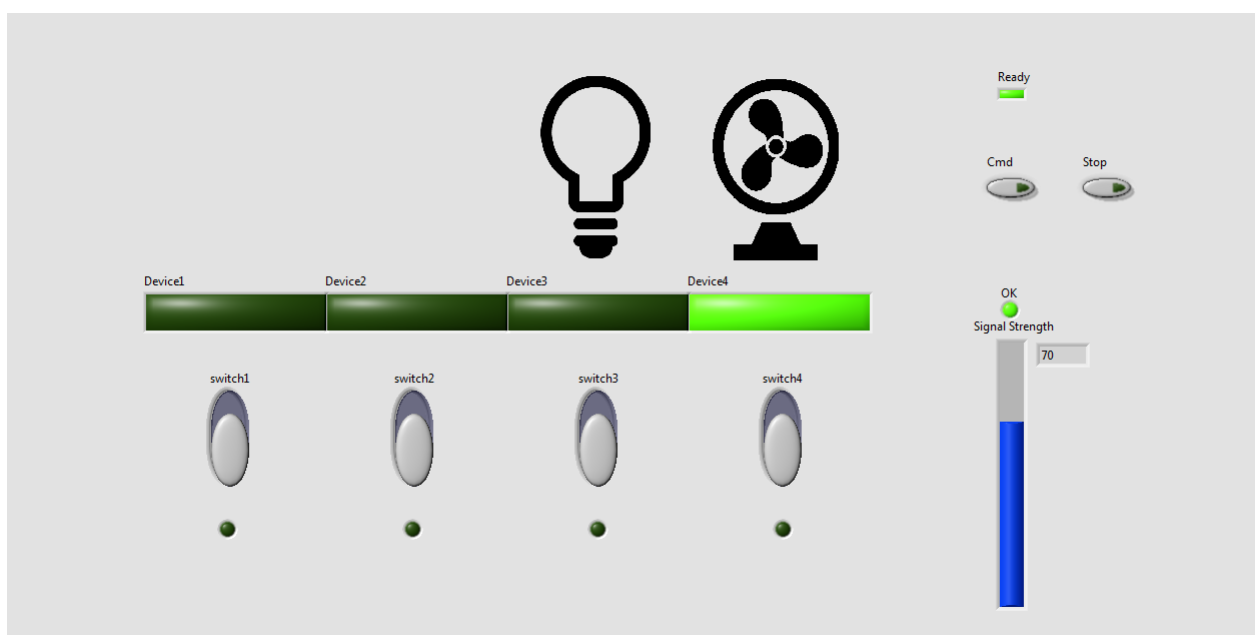 Ready
Cmd Stop
Device1 Device2 Device3 Device4
OK
Signal Strength
70
switch1 switch2 switch3 switch4